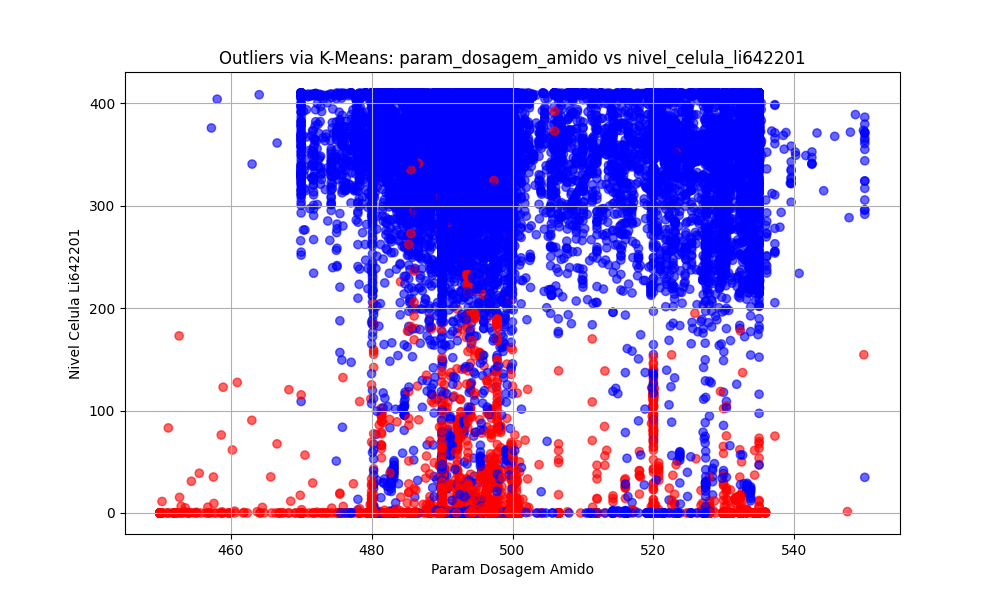 Outliers via K-Means: param_dosagem_amido vs nivel_celula_li642201
Nivel Celula Li642201
400
300
200
100
0
460 480 500 520 540
Param Dosagem Amido